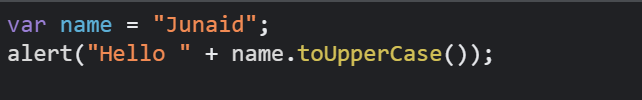 var name = "Junaid";
alert("Hello " + name.toUpperCase());